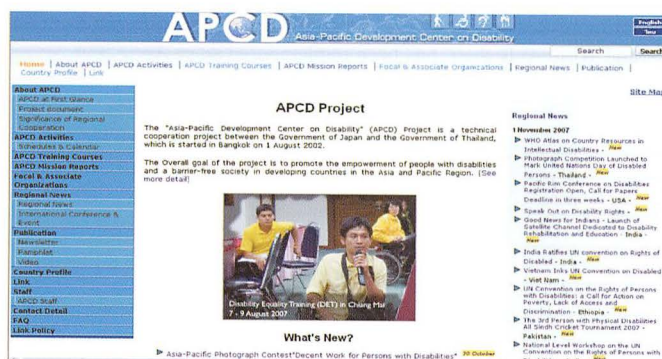 APCD
Asia-Pacific Development Center on Disability
English
ไทย
Search
Search
Home | About APCD | APCD Activities | APCD Training Courses | APCD Mission Reports | Focal & Associate Organizations | Regional News | Publication |
Country Profile | Link
Site Map
About APCD
APCD at First Glance
Project document
Significance of Regional
Cooperation
APCD Activities
Schedules & Calendar
APCD Training Courses
APCD Mission Reports
Focal & Associate
Organizations
Regional News
Regional News
International Conference &
Event
Publication
Newsletter
Pamphlet
Video
Country Profile
Link
Staff
APCD Staff
Contact Detail
FAQ
Link Policy
APCD Project
The "Asia-Pacific Development Center on Disability" (APCD) Project is a technical
cooperation project between the Government of Japan and the Government of Thailand,
which is started in Bangkok on 1 August 2002.
The Overall goal of the project is to promote the empowerment of people with disabilities
and a barrier-free society in developing countries in the Asia and Pacific Region. [See
more detail]
Disability Equality Training (DET) in Chiang Mai
7 - 9 August 2007
What's New?
Asia-Pacific Photograph Contest"Decent Work for Persons with Disabilities" 30 October
Regional News
1 November 2007
WHO Atlas on Country Resources in
Intellectual Disabilities - New
Photograph Competition Launched to
Mark United Nations Day of Disabled
Persons - Thailand - New
Pacific Rim Conference on Disabilities
Registration Open, Call for Papers
Deadline in three weeks - USA - New
Speak Out on Disability Rights - New
Good News for Indians - Launch of
Satellite Channel Dedicated to Disability
Rehabilitation and Education - India -
New
India Ratifies UN convention on Rights of
Disabled - India - New
Vietnam Inks UN Convention on Disabled
- Viet Nam - New
UN Convention on the Rights of Persons
with Disabilities: a Call for Action on
Poverty, Lack of Access and
Discrimination - Ethiopia - New
The 3rd Person with Physical Disabilities
All Sindh Cricket Tournament 2007 -
Pakistan - New
National Level Workshop on the UN
Convention on the Rights of Persons with